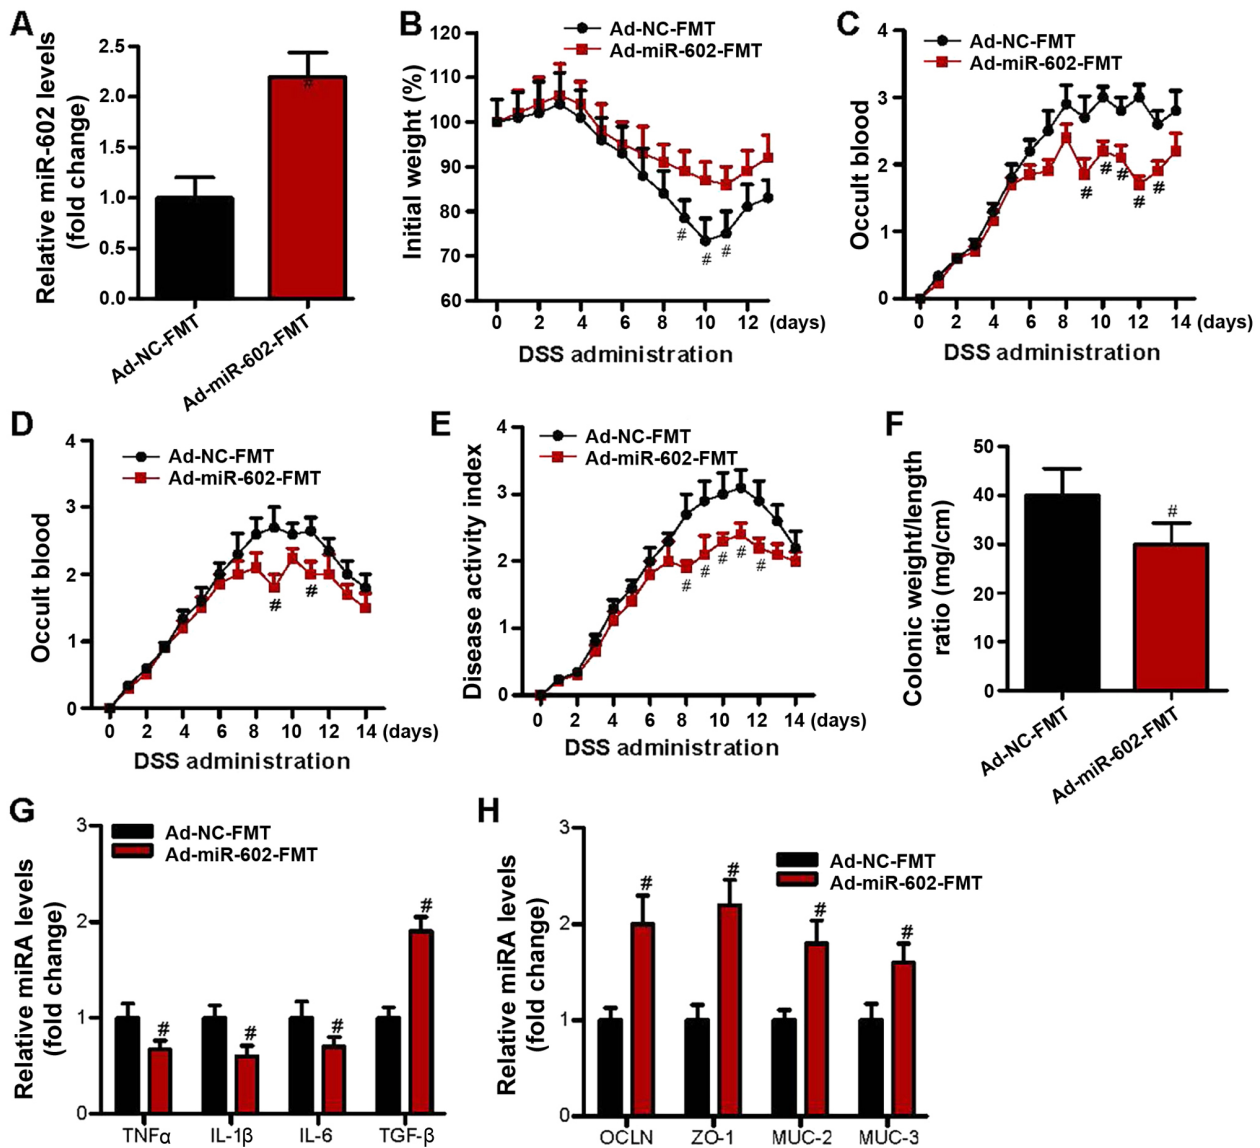 A
Relative miR-602 levels
(fold change)
2.5
2.0
1.5
1.0
0.5
0.0
#
Ad-NC-FMT
Ad-miR-602-FMT
B
Initial weight (%)
120
110
100
90
80
70
60
Ad-NC-FMT
Ad-miR-602-FMT
# # #
0 2 4 6 8 10 12 (days)
DSS administration
C
Occult blood
4
3
2
1
0
Ad-NC-FMT
Ad-miR-602-FMT
# # # # #
0 2 4 6 8 10 12 14 (days)
DSS administration
D
Occult blood
4
3
2
1
0
Ad-NC-FMT
Ad-miR-602-FMT
# #
0 2 4 6 8 10 12 14 (days)
DSS administration
E
Disease activity index
4
3
2
1
0
Ad-NC-FMT
Ad-miR-602-FMT
# # # # #
0 2 4 6 8 10 12 14 (days)
DSS administration
F
Colonic weight/length
ratio (mg/cm)
50
40
30
20
10
0
#
Ad-NC-FMT
Ad-miR-602-FMT
G
Relative miRA levels
(fold change)
3
2
1
0
Ad-NC-FMT
Ad-miR-602-FMT
# # # #
TNFα IL-1β IL-6 TGF-β
H
Relative miRA levels
(fold change)
3
2
1
0
Ad-NC-FMT
Ad-miR-602-FMT
# # # #
OCLN ZO-1 MUC-2 MUC-3